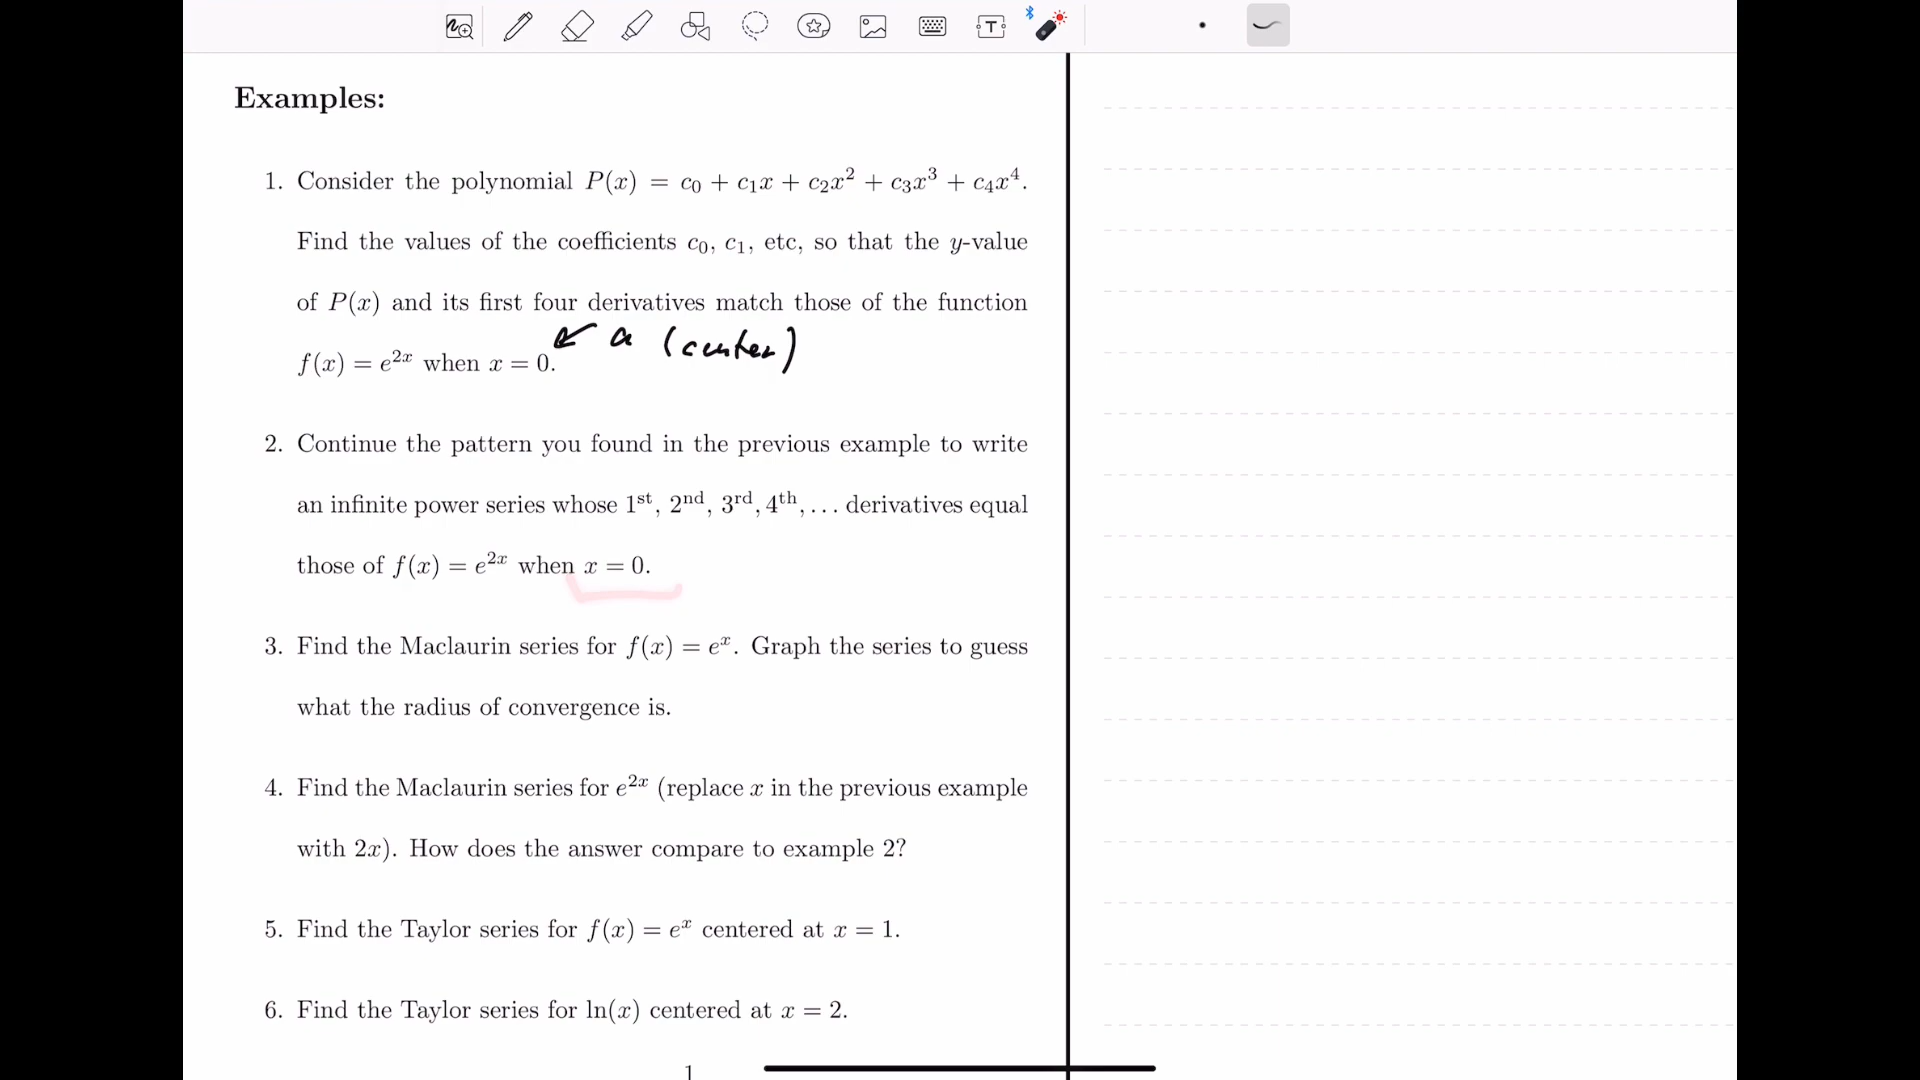 Examples:
1. Consider the polynomial P(x) = c₀ + c₁x + c₂x² + c₃x³ + c₄x⁴.
Find the values of the coefficients c₀, c₁, etc, so that the y-value
of P(x) and its first four derivatives match those of the function
f(x) = e²ˣ when x = 0. ↙ a (center)
2. Continue the pattern you found in the previous example to write
an infinite power series whose 1ˢᵗ, 2ⁿᵈ, 3ʳᵈ, 4ᵗʰ, ... derivatives equal
those of f(x) = e²ˣ when x = 0.
3. Find the Maclaurin series for f(x) = eˣ. Graph the series to guess
what the radius of convergence is.
4. Find the Maclaurin series for e²ˣ (replace x in the previous example
with 2x). How does the answer compare to example 2?
5. Find the Taylor series for f(x) = eˣ centered at x = 1.
6. Find the Taylor series for ln(x) centered at x = 2.
1